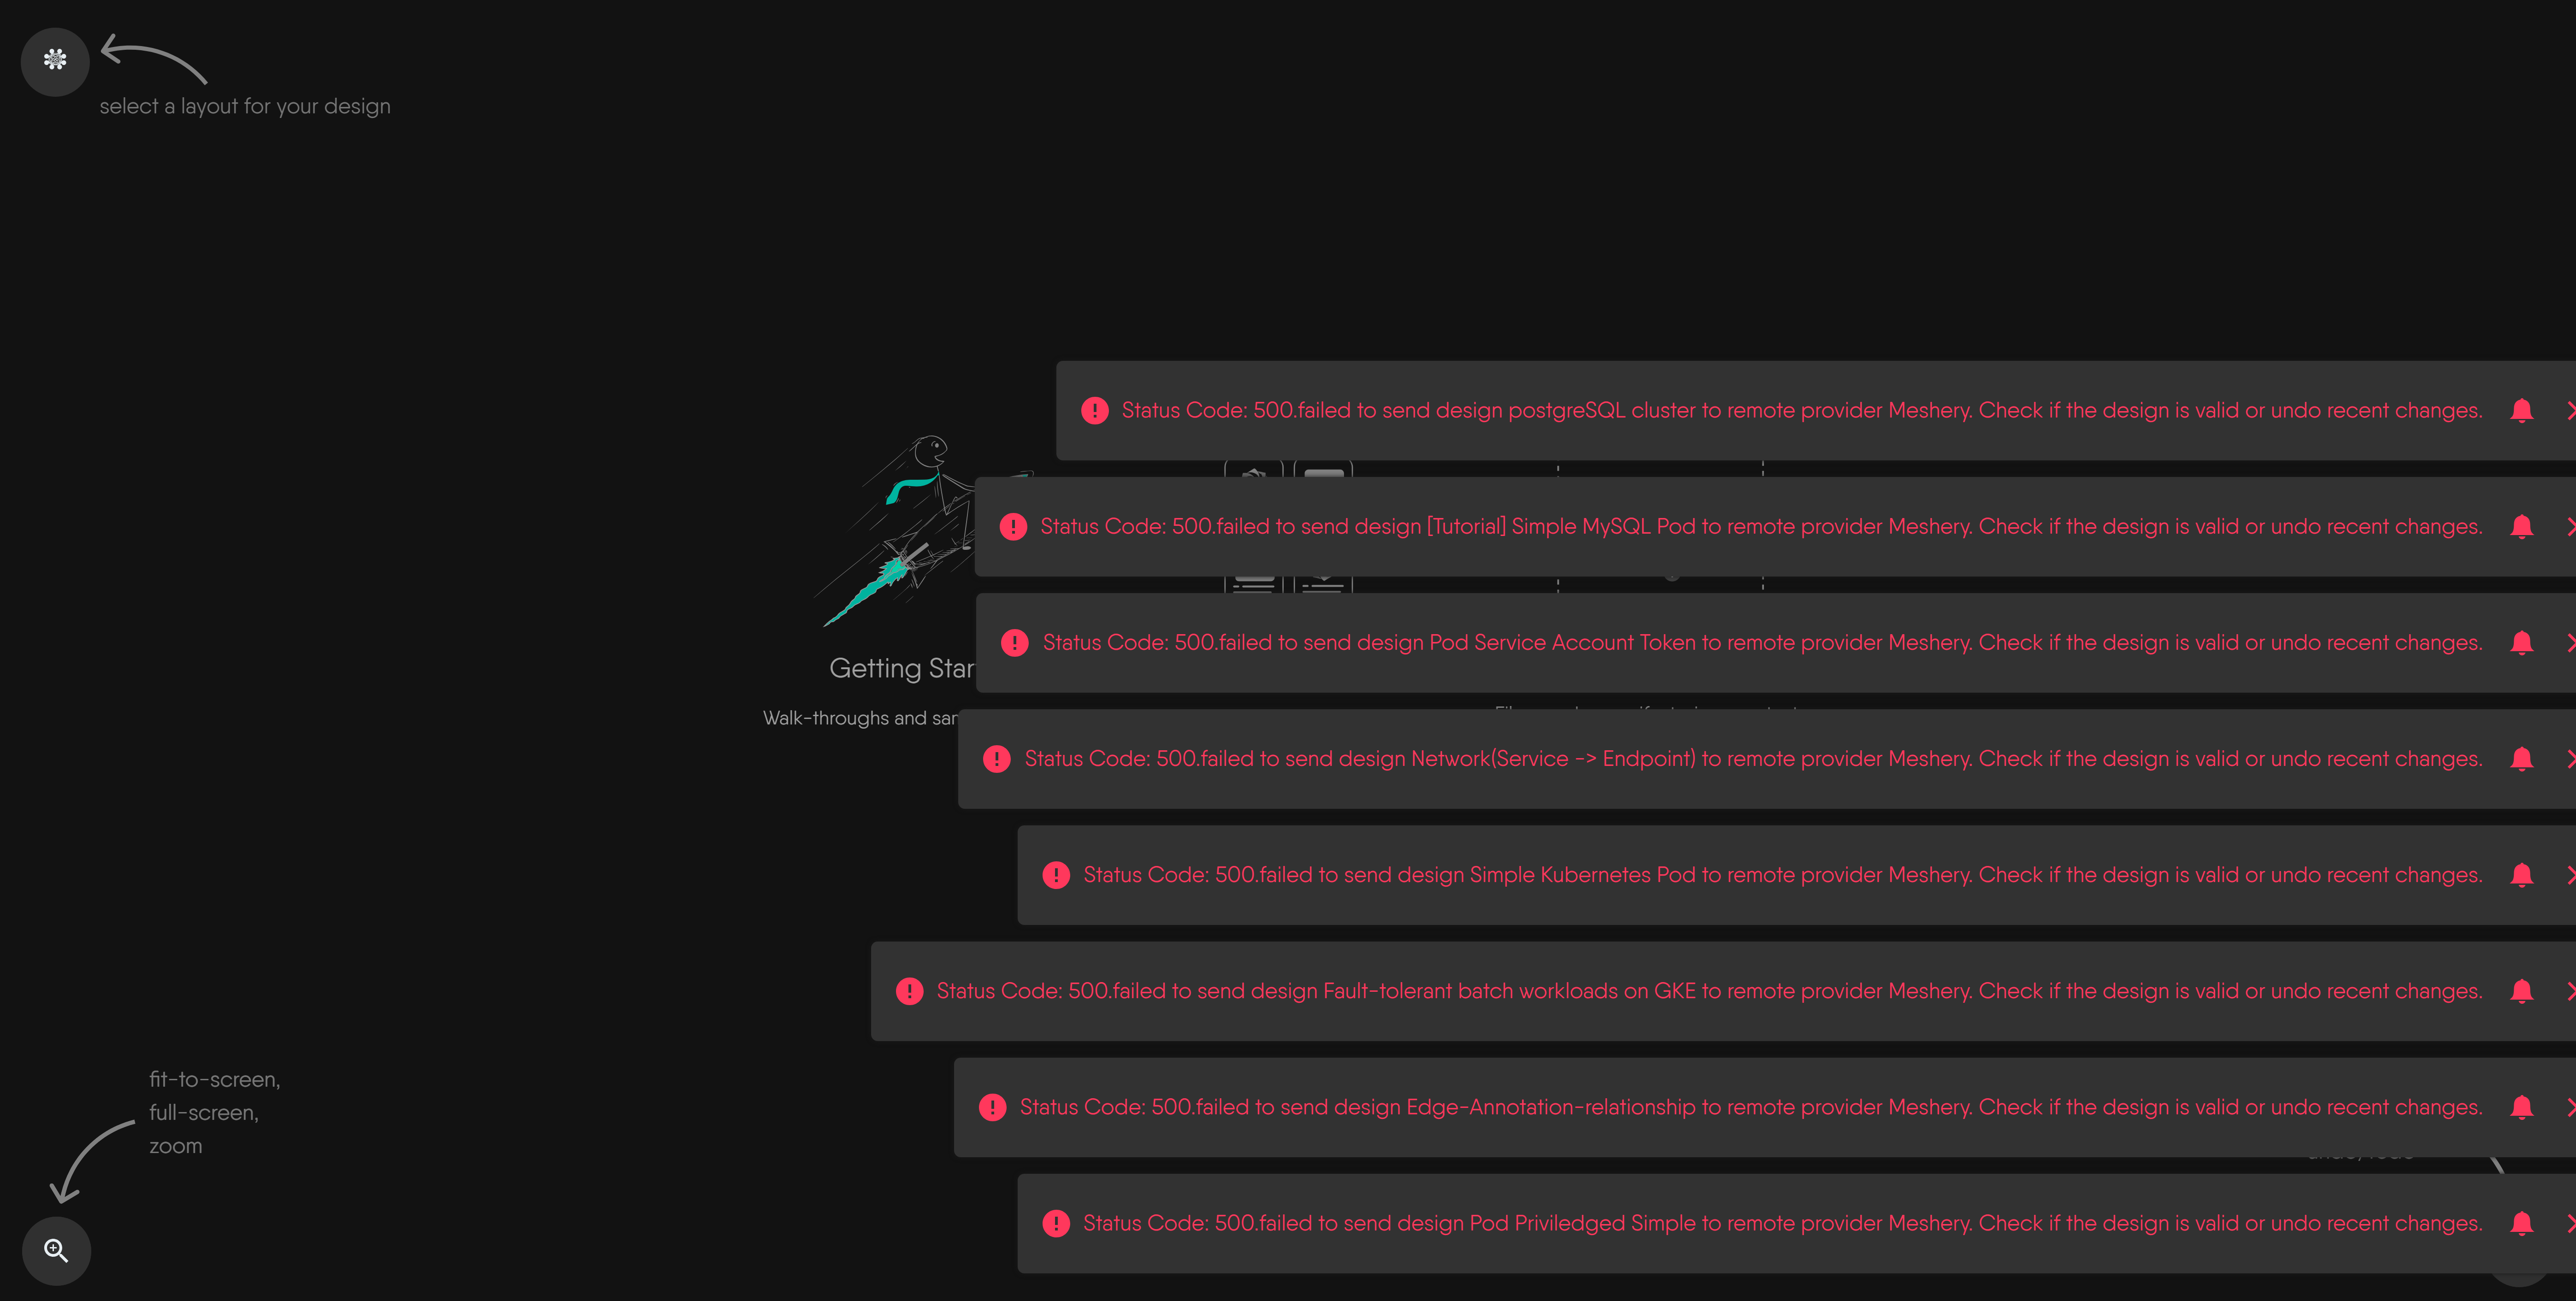 select a layout for your design
Status Code: 500.failed to send design postgreSQL cluster to remote provider Meshery. Check if the design is valid or undo recent changes.
Status Code: 500.failed to send design [Tutorial] Simple MySQL Pod to remote provider Meshery. Check if the design is valid or undo recent changes.
Status Code: 500.failed to send design Pod Service Account Token to remote provider Meshery. Check if the design is valid or undo recent changes.
Getting Star
Walk-throughs and
Status Code: 500.failed to send design Network(Service -> Endpoint) to remote provider Meshery. Check if the design is valid or undo recent changes.
Status Code: 500.failed to send design Simple Kubernetes Pod to remote provider Meshery. Check if the design is valid or undo recent changes.
Status Code: 500.failed to send design Fault-tolerant batch workloads on GKE to remote provider Meshery. Check if the design is valid or undo recent changes.
fit-to-screen,
full-screen,
zoom
Status Code: 500.failed to send design Edge-Annotation-relationship to remote provider Meshery. Check if the design is valid or undo recent changes.
Status Code: 500.failed to send design Pod Priviledged Simple to remote provider Meshery. Check if the design is valid or undo recent changes.